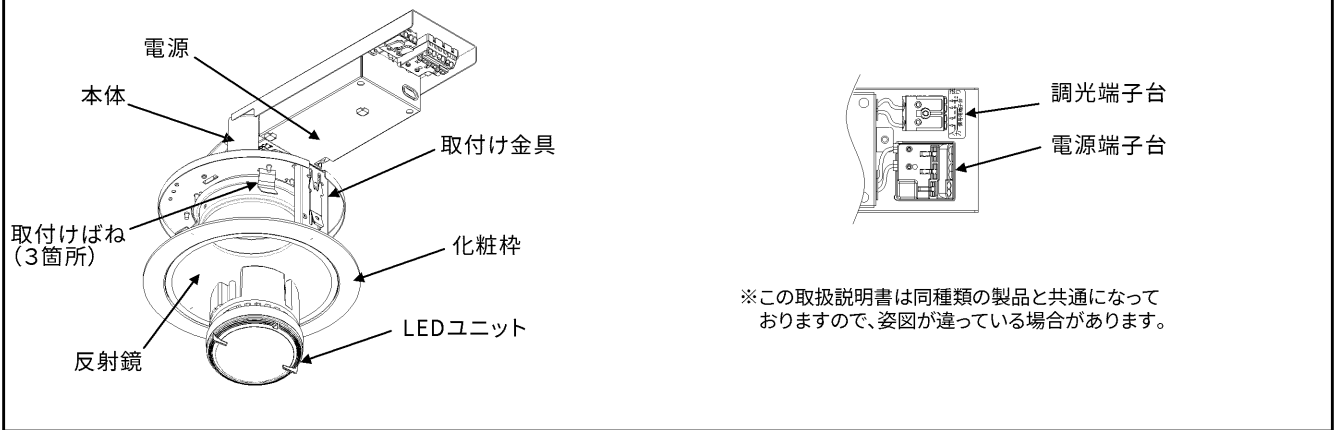 電源
本体
取付け金具
取付けばね
（3箇所）
化粧枠
LEDユニット
反射鏡
調光端子台
電源端子台
※この取扱説明書は同種類の製品と共通になって
おりますので、姿図が違っている場合があります。